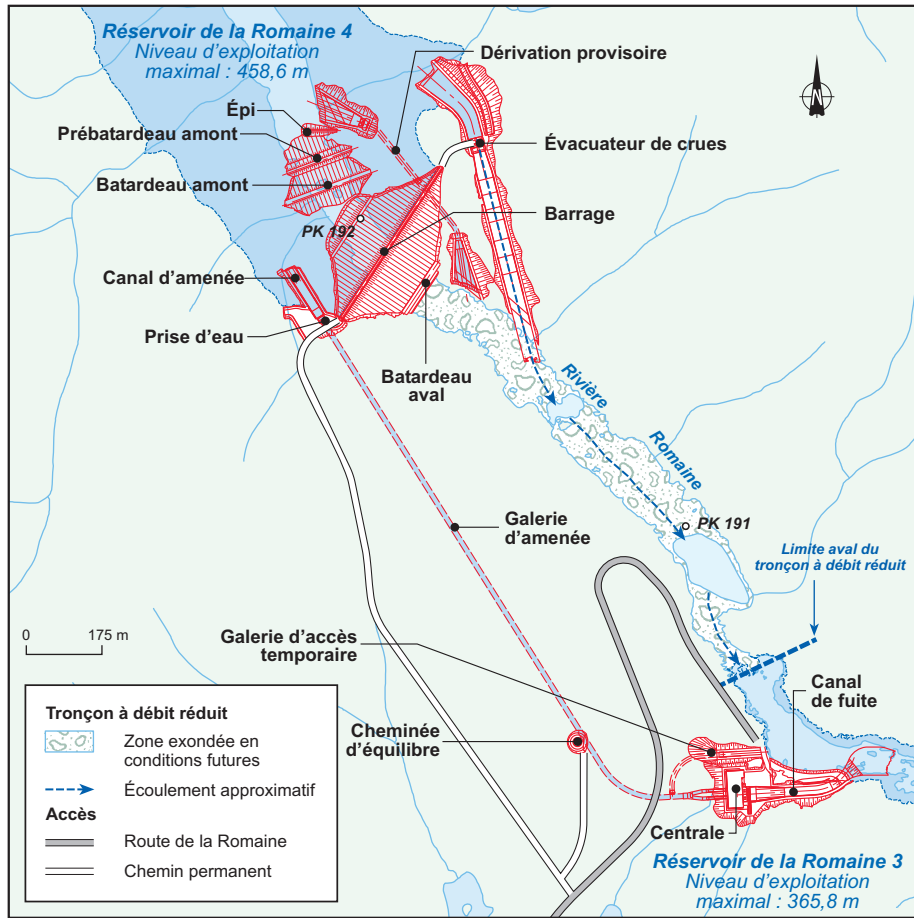 Réservoir de la Romaine 4
Niveau d'exploitation
maximal : 458,6 m
Dérivation provisoire
N
Épi
Prébatardeau amont
Batardeau amont
Évacuateur de crues
Barrage
PK 192
Canal d'amenée
Prise d'eau
Batardeau
aval
Rivière
Romaine
PK 191
Galerie
d'amenée
Limite aval du
tronçon à débit réduit
0 175 m
Galerie d'accès
temporaire
Canal
de fuite
Cheminée
d'équilibre
Centrale
Réservoir de la Romaine 3
Niveau d'exploitation
maximal : 365,8 m
Tronçon à débit réduit
Zone exondée en
conditions futures
Écoulement approximatif
Accès
Route de la Romaine
Chemin permanent